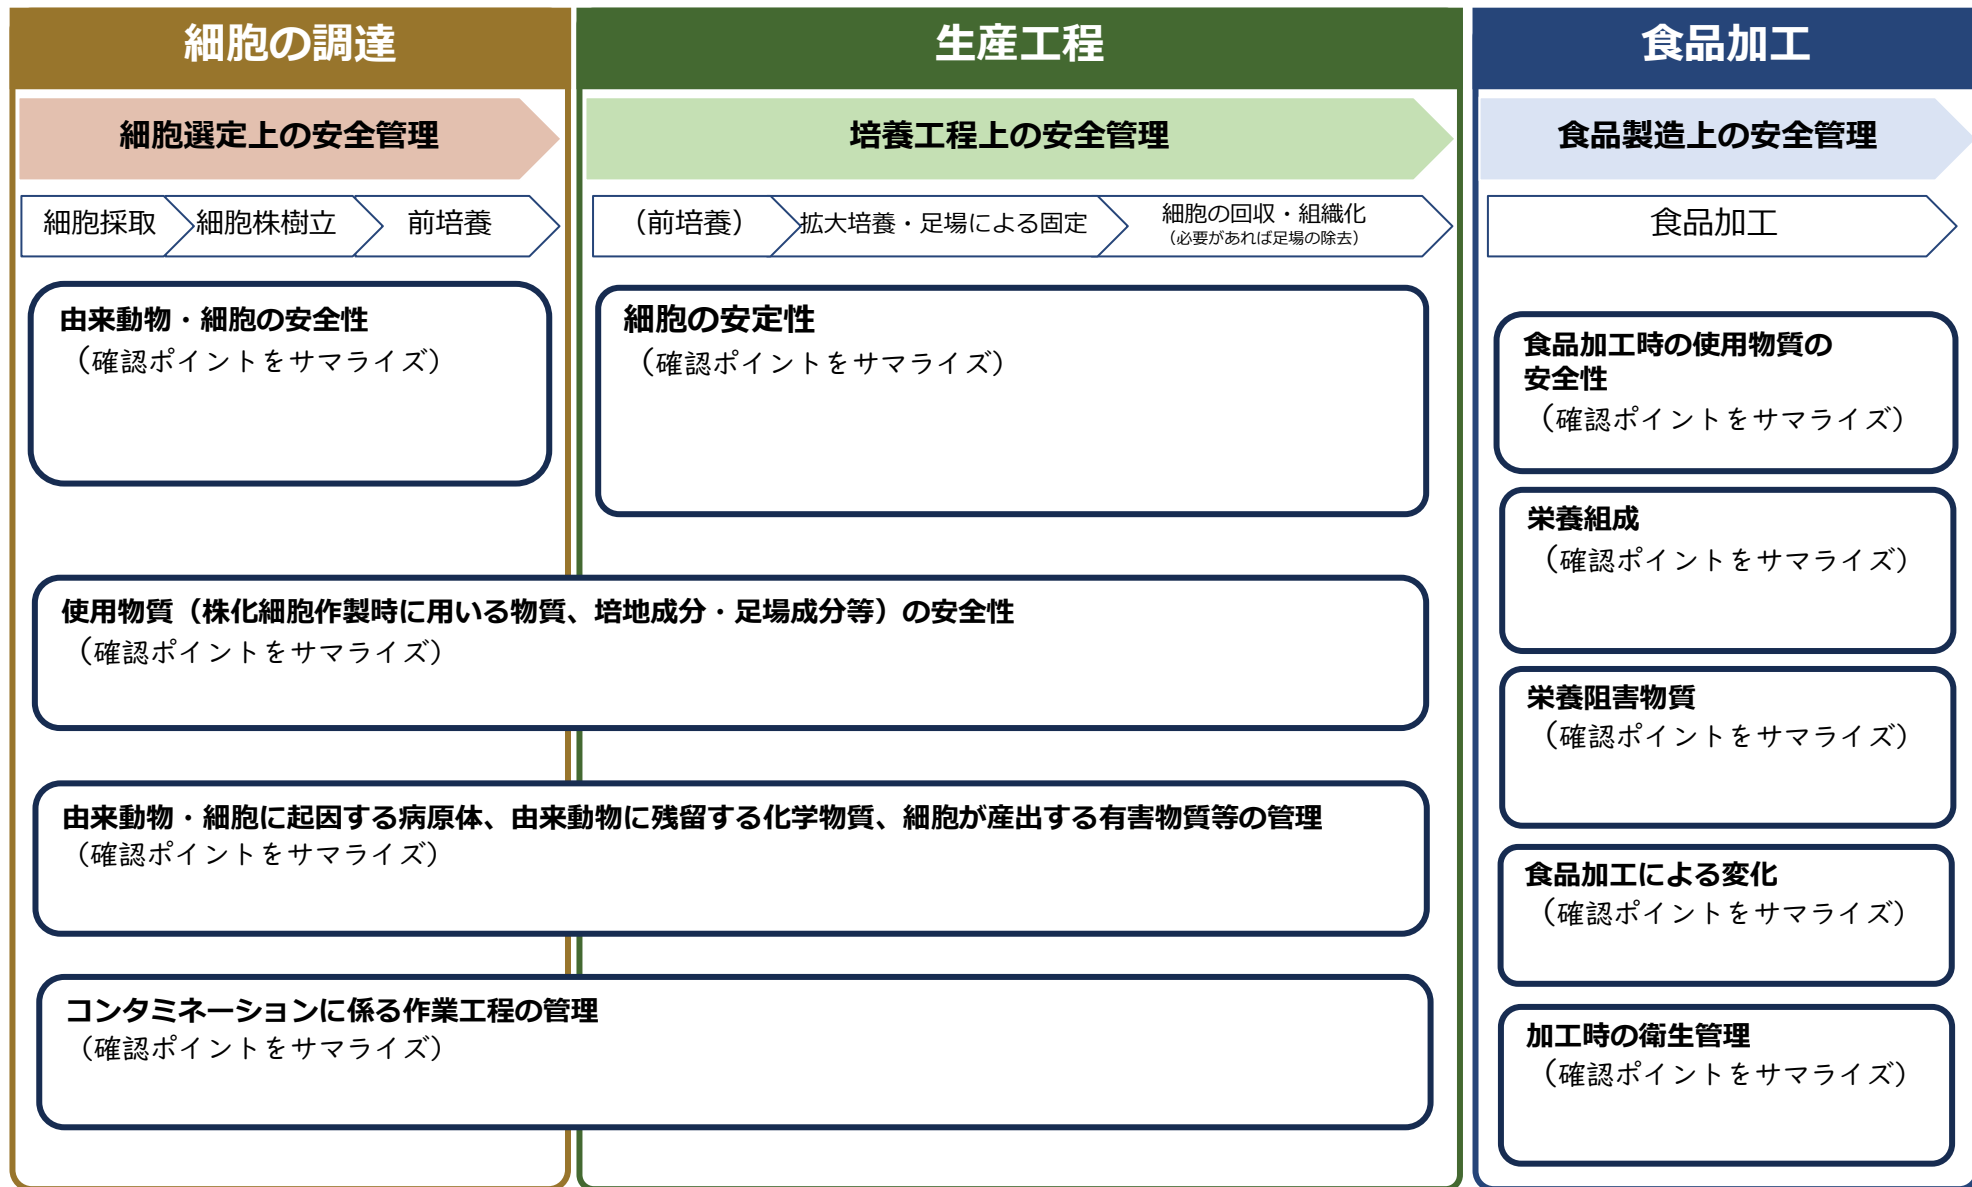 細胞の調達
細胞選定上の安全管理
細胞採取
細胞株樹立
前培養
由来動物・細胞の安全性
（確認ポイントをサマライズ）
生産工程
培養工程上の安全管理
（前培養）
拡大培養・足場による固定
細胞の回収・組織化
（必要があれば足場の除去）
細胞の安定性
（確認ポイントをサマライズ）
使用物質（株化細胞作製時に用いる物質、培地成分・足場成分等）の安全性
（確認ポイントをサマライズ）
由来動物・細胞に起因する病原体、由来動物に残留する化学物質、細胞が産出する有害物質等の管理
（確認ポイントをサマライズ）
コンタミネーションに係る作業工程の管理
（確認ポイントをサマライズ）
食品加工
食品製造上の安全管理
食品加工
食品加工時の使用物質の
安全性
（確認ポイントをサマライズ）
栄養組成
（確認ポイントをサマライズ）
栄養阻害物質
（確認ポイントをサマライズ）
食品加工による変化
（確認ポイントをサマライズ）
加工時の衛生管理
（確認ポイントをサマライズ）